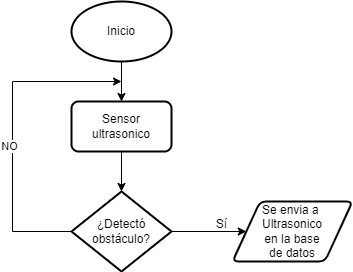 Inicio
Sensor
ultrasonico
NO
¿Detectó
obstáculo?
Sí
Se envia a
Ultrasonico
en la base
de datos